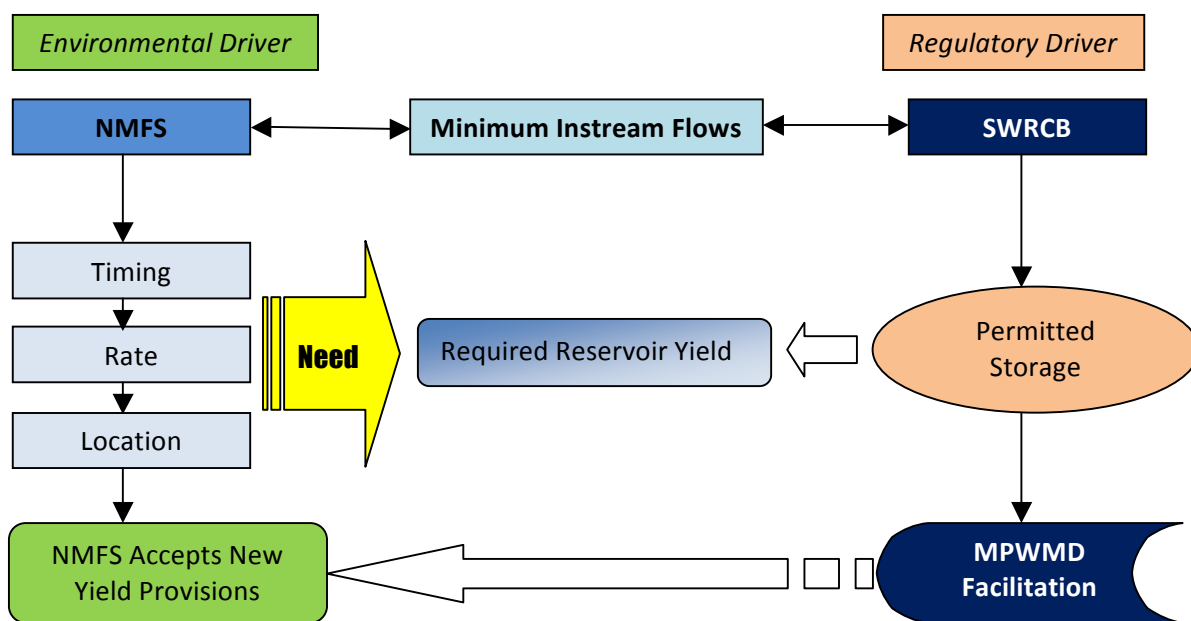 Environmental Driver
Regulatory Driver
NMFS
Minimum Instream Flows
SWRCB
Timing
Rate
Location
Need
Required Reservoir Yield
Permitted
Storage
NMFS Accepts New
Yield Provisions
MPWMD
Facilitation